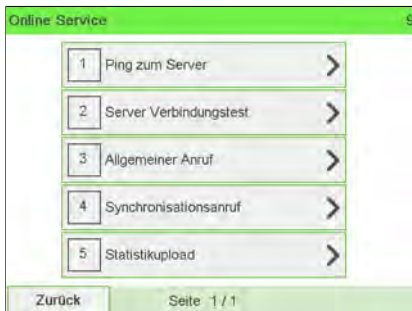 Online Service 9
1 Ping zum Server
2 Server Verbindungstest
3 Allgemeiner Anruf
4 Synchronisationsanruf
5 Statistikupload
Zurück Seite 1 / 1